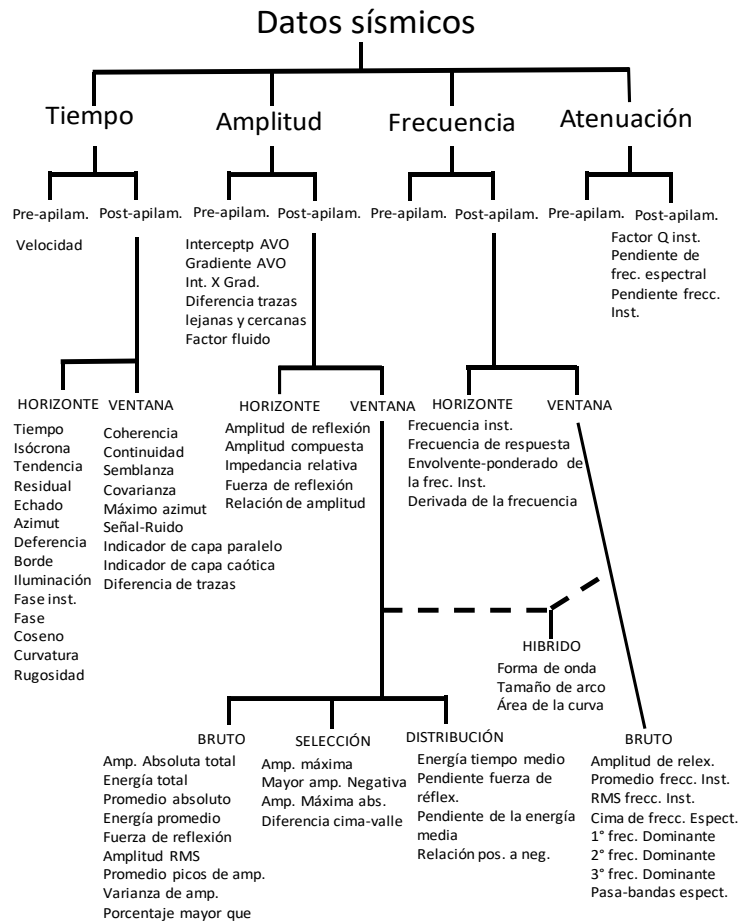 Datos sísmicos
Tiempo
Amplitud
Frecuencia
Atenuación
Pre-apilam.
Post-apilam.
Pre-apilam.
Post-apilam.
Pre-apilam.
Post-apilam.
Pre-apilam.
Post-apilam.
Velocidad
Interceptp AVO
Gradiente AVO
Int. X Grad.
Diferencia trazas
lejanas y cercanas
Factor fluido
Factor Q inst.
Pendiente de
frec. espectral
Pendiente frecc.
Inst.
HORIZONTE
Tiempo
Isócrona
Tendencia
Residual
Echado
Azimut
Deferencia
Borde
Iluminación
Fase inst.
Fase
Coseno
Curvatura
Rugosidad
VENTANA
Coherencia
Continuidad
Semblanza
Covarianza
Máximo azimut
Señal-Ruido
Indicador de capa paralelo
Indicador de capa caótica
Diferencia de trazas
HORIZONTE
Amplitud de reflexión
Amplitud compuesta
Impedancia relativa
Fuerza de reflexión
Relación de amplitud
VENTANA
HORIZONTE
Frecuencia inst.
Frecuencia de respuesta
Envolvente-ponderado de
la frec. Inst.
Derivada de la frecuencia
VENTANA
HIBRIDO
Forma de onda
Tamaño de arco
Área de la curva
BRUTO
Amp. Absoluta total
Energía total
Promedio absoluto
Energía promedio
Fuerza de reflexión
Amplitud RMS
Promedio picos de amp.
Varianza de amp.
Porcentaje mayor que
SELECCIÓN
Amp. máxima
Mayor amp. Negativa
Amp. Máxima abs.
Diferencia cima-valle
DISTRIBUCIÓN
Energía tiempo medio
Pendiente fuerza de
réflex.
Pendiente de la energía
media
Relación pos. a neg.
BRUTO
Amplitud de relex.
Promedio frecc. Inst.
RMS frecc. Inst.
Cima de frecc. Espect.
1° frec. Dominante
2° frec. Dominante
3° frec. Dominante
Pasa-bandas espect.